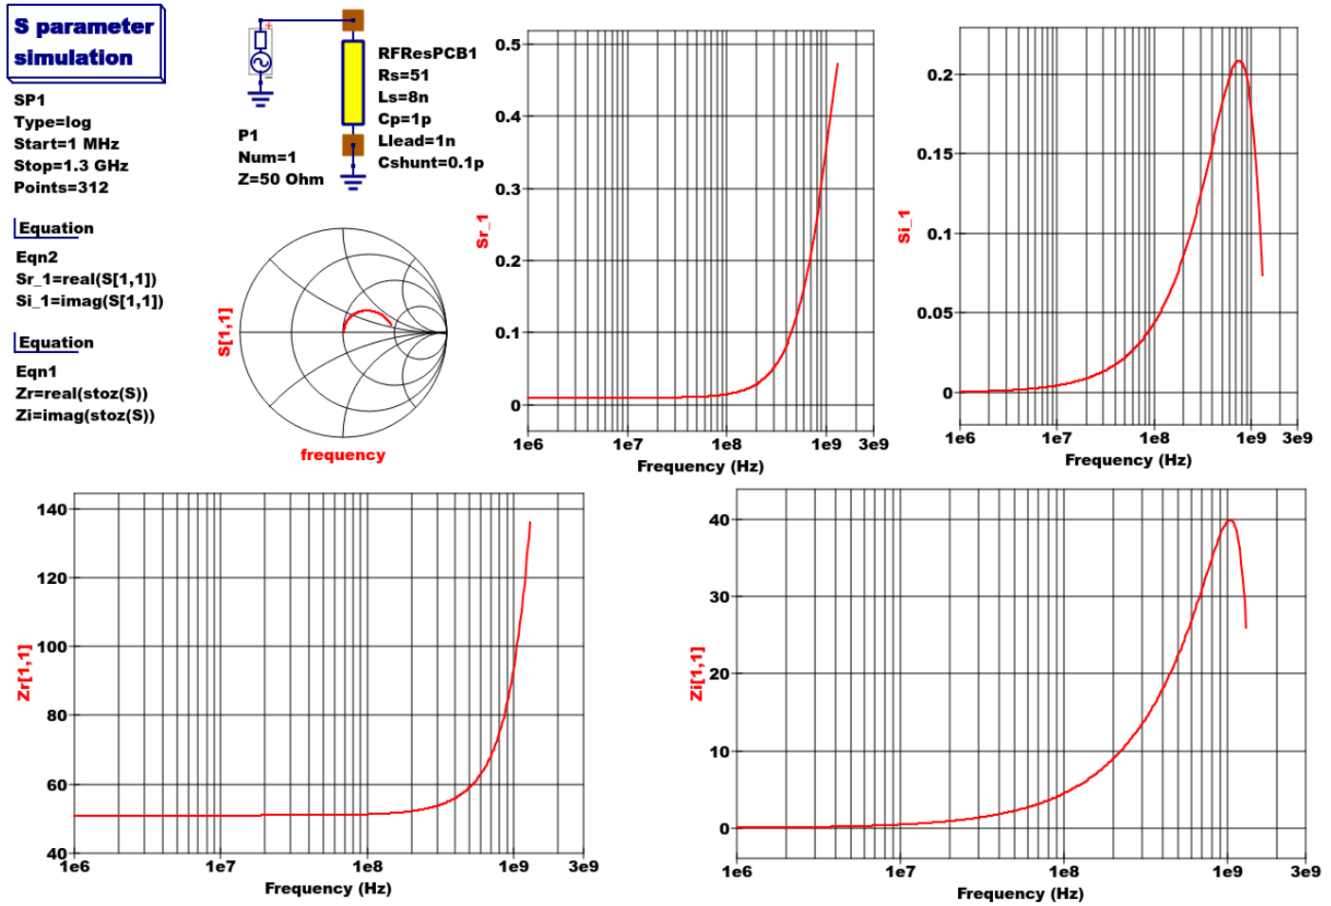 S parameter
simulation
SP1
Type=log
Start=1 MHz
Stop=1.3 GHz
Points=312
Equation
Eqn2
Sr_1=real(S[1,1])
Si_1=imag(S[1,1])
Equation
Eqn1
Zr=real(stoz(S))
Zi=imag(stoz(S))
P1
Num=1
Z=50 Ohm
RFResPCB1
Rs=51
Ls=8n
Cp=1p
Llead=1n
Cshunt=0.1p
S[1,1]
frequency
Sr_1
0.5
0.4
0.3
0.2
0.1
0
1e6 1e7 1e8 1e9 3e9
Frequency (Hz)
Si_1
0.2
0.15
0.1
0.05
0
1e6 1e7 1e8 1e9 3e9
Frequency (Hz)
Zr[1,1]
140
120
100
80
60
40
1e6 1e7 1e8 1e9 3e9
Frequency (Hz)
Zi[1,1]
40
30
20
10
0
1e6 1e7 1e8 1e9 3e9
Frequency (Hz)